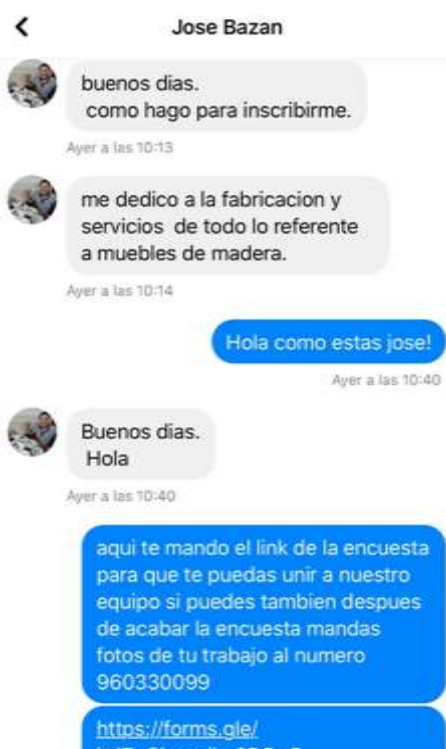 Jose Bazan
buenos dias.
como hago para inscribirme.
Ayer a las 10:13
me dedico a la fabricacion y
servicios de todo lo referente
a muebles de madera.
Ayer a las 10:14
Hola como estas jose!
Ayer a las 10:40
Buenos dias.
Hola
Ayer a las 10:40
aqui te mando el link de la encuesta
para que te puedas unir a nuestro
equipo si puedes tambien despues
de acabar la encuesta mandas
fotos de tu trabajo al numero
960330099
https://forms.gle/